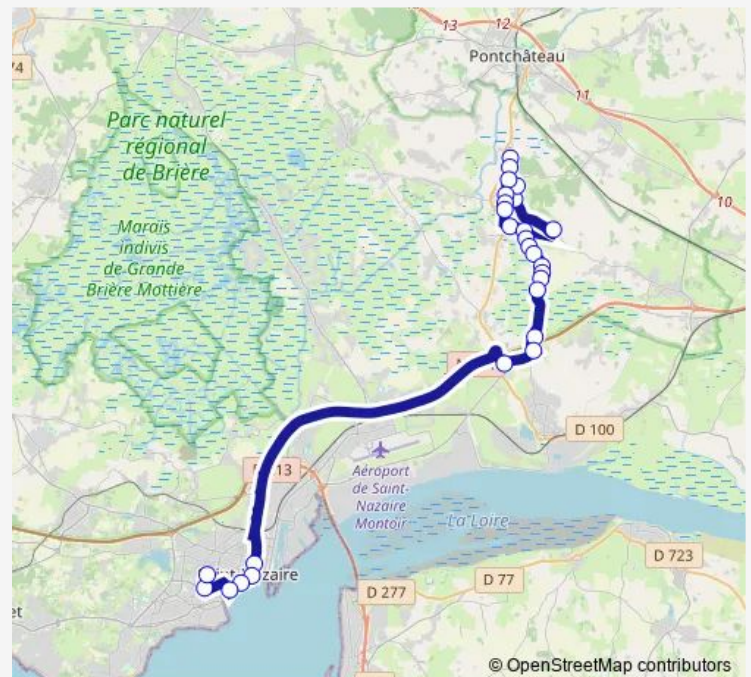 13
12
Pontchâteau
74
11
Parc naturel
régional
de Brière
10
Marais
indivis
de Grande
Brière Mottière
D 100
Aéroport
de Saint-
Nazaire
Montoir
La Loire
D 723
D 77
D 277
© OpenStreetMap contributors